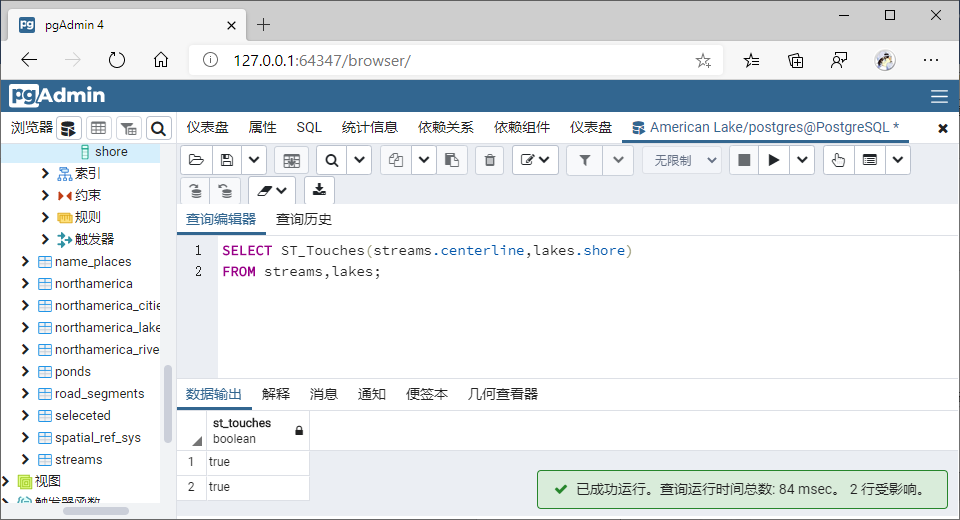 pgAdmin 4
127.0.0.1:64347/browser/
pgAdmin
浏览器
仪表盘 属性 SQL 统计信息 依赖关系 依赖组件 仪表盘 American Lake/postgres@PostgreSQL *
shore
索引
约束
规则
触发器
name_places
northamerica
northamerica_citie
northamerica_lake
northamerica_rive
ponds
road_segments
seleceted
spatial_ref_sys
streams
视图
触发器函数
无限制
查询编辑器 查询历史
1 SELECT ST_Touches(streams.centerline,lakes.shore)
2 FROM streams,lakes;
数据输出 解释 消息 通知 便签本 几何查看器
st_touches
boolean
1 true
2 true
已成功运行。查询运行时间总数: 84 msec。 2 行受影响。